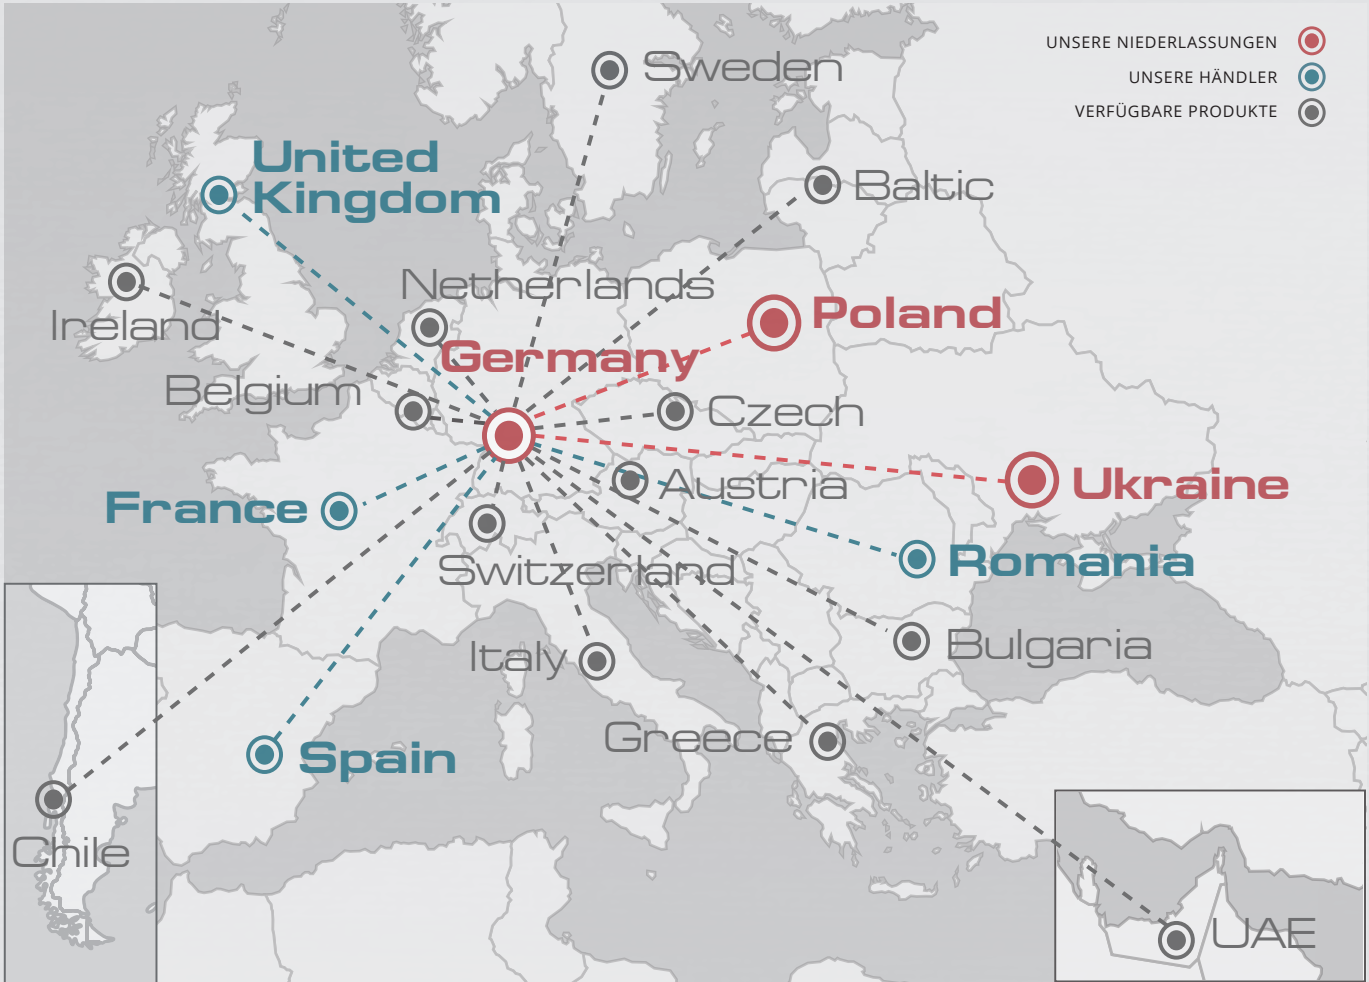 UNSERE NIEDERLASSUNGEN
UNSERE HÄNDLER
VERFÜGBARE PRODUKTE
Sweden
United
Kingdom
Baltic
Netherlands
Ireland
Poland
Germany
Belgium
Czech
Austria
Ukraine
France
Switzerland
Romania
Italy
Bulgaria
Greece
Spain
Chile
UAE